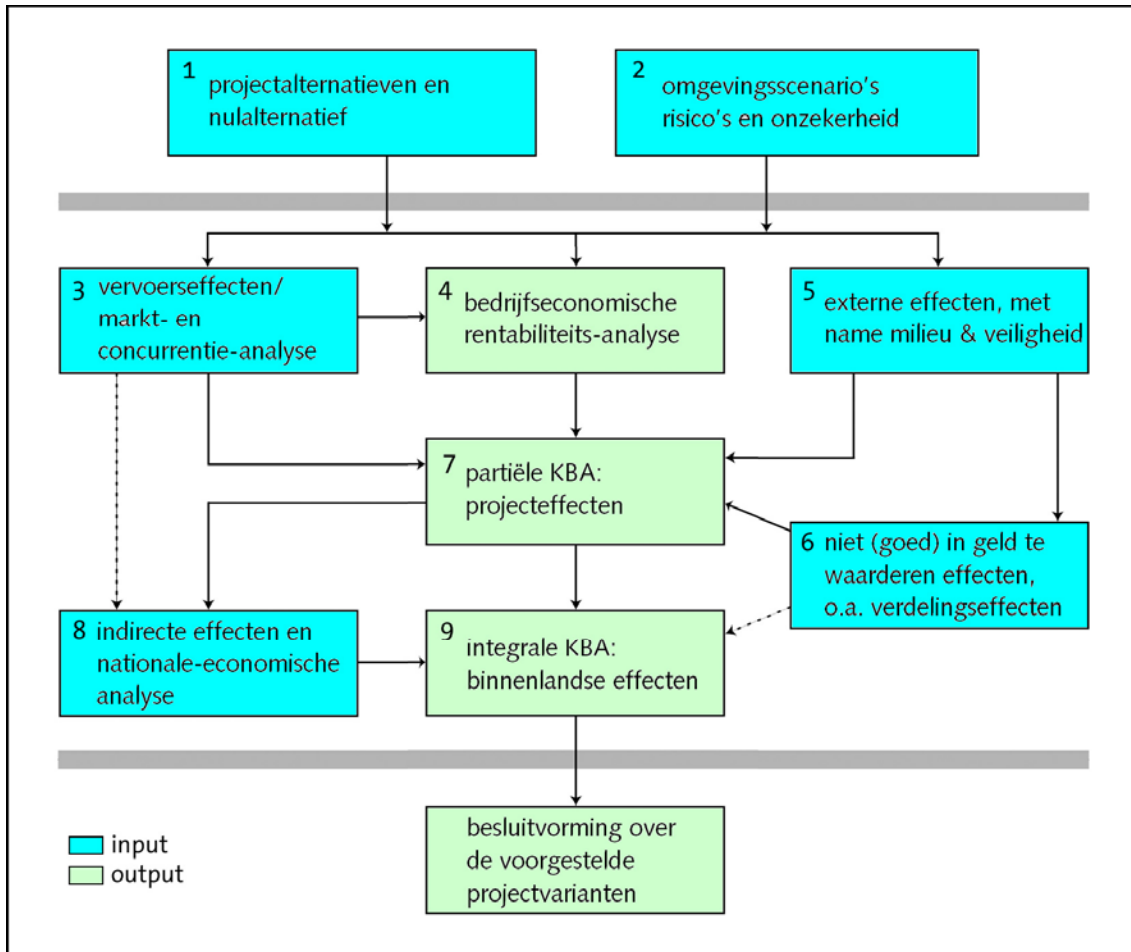 1 projectalternatieven en
nulalternatief
2 omgevingsscenario's
risico's en onzekerheid
3 vervoerseffecten/
markt- en
concurrentie-analyse
4 bedrijfseconomische
rentabiliteits-analyse
5 externe effecten, met
name milieu & veiligheid
7 partiële KBA:
projecteffecten
6 niet (goed) in geld te
waarderen effecten,
o.a. verdelingseffecten
8 indirecte effecten en
nationale-economische
analyse
9 integrale KBA:
binnenlandse effecten
besluitvorming over
de voorgestelde
projectvarianten
input
output